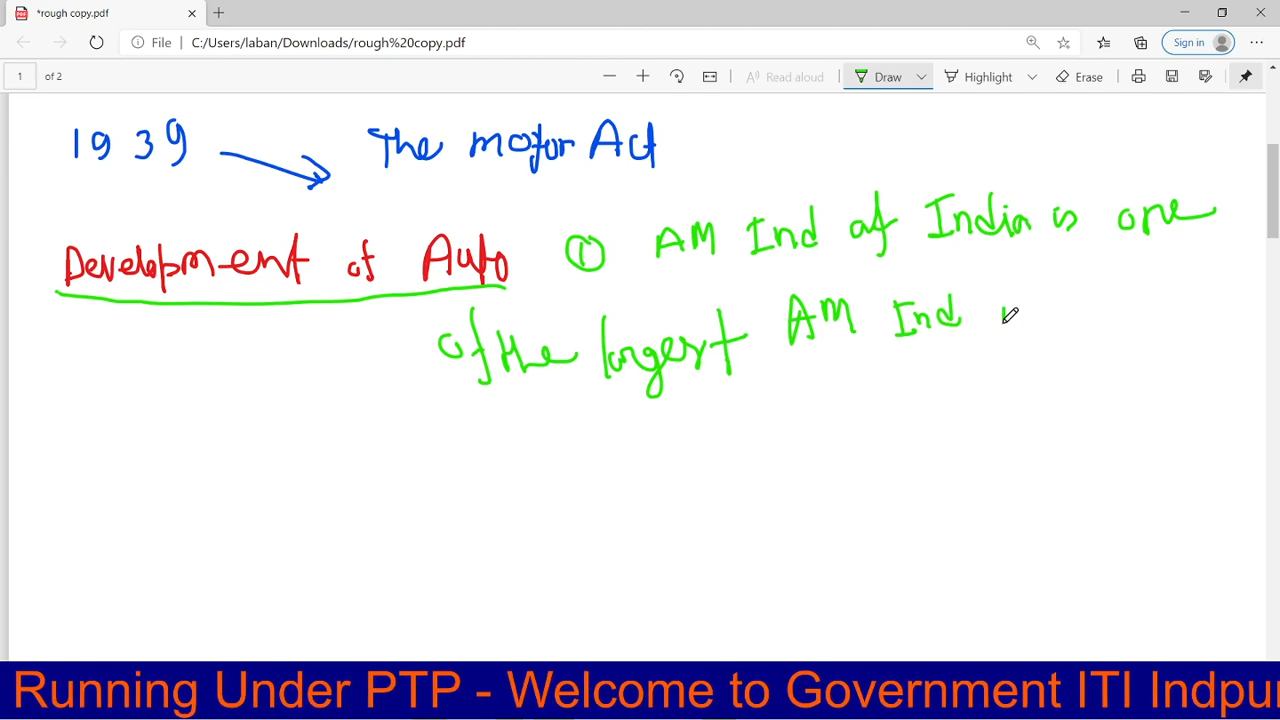 *rough copy.pdf
File C:/Users/laban/Downloads/rough%20copy.pdf Sign in
1 of 2 Read aloud Draw Highlight Erase
1939 The motor Act
Development of Auto ① AM Ind of India is one
of the largest AM Ind
Running Under PTP - Welcome to Government ITI Indpu